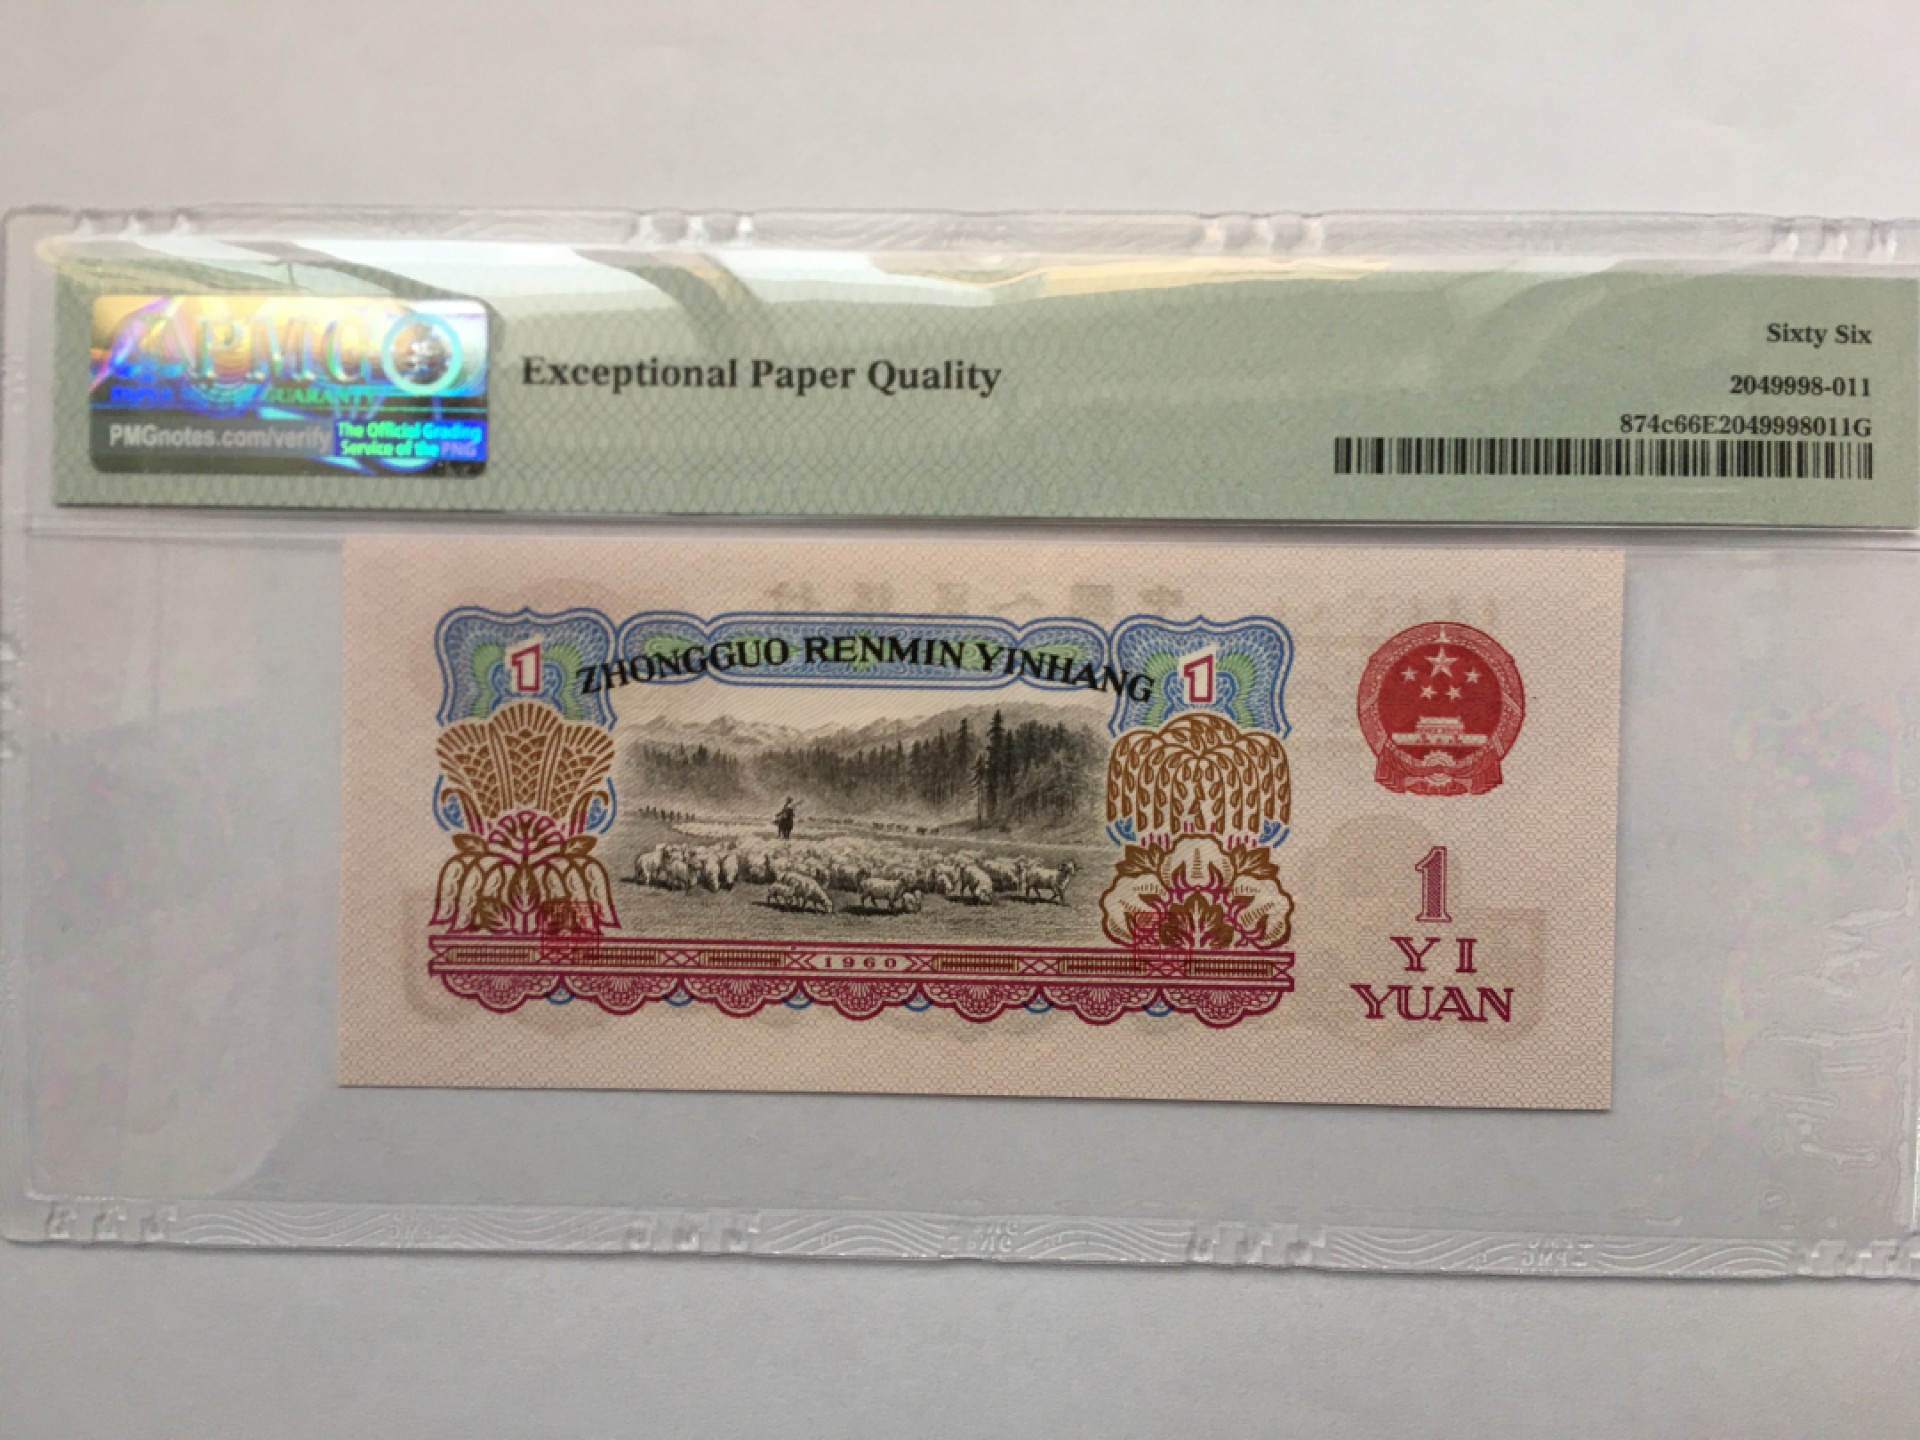 PMG
GUARANTY
PMGnotes.com/verify
The Official Grading
Service of the PNG
Exceptional Paper Quality
Sixty Six
2049998-011
874c66E2049998011G
1 ZHONGGUO RENMIN YINHANG 1
1960
1
YI
YUAN